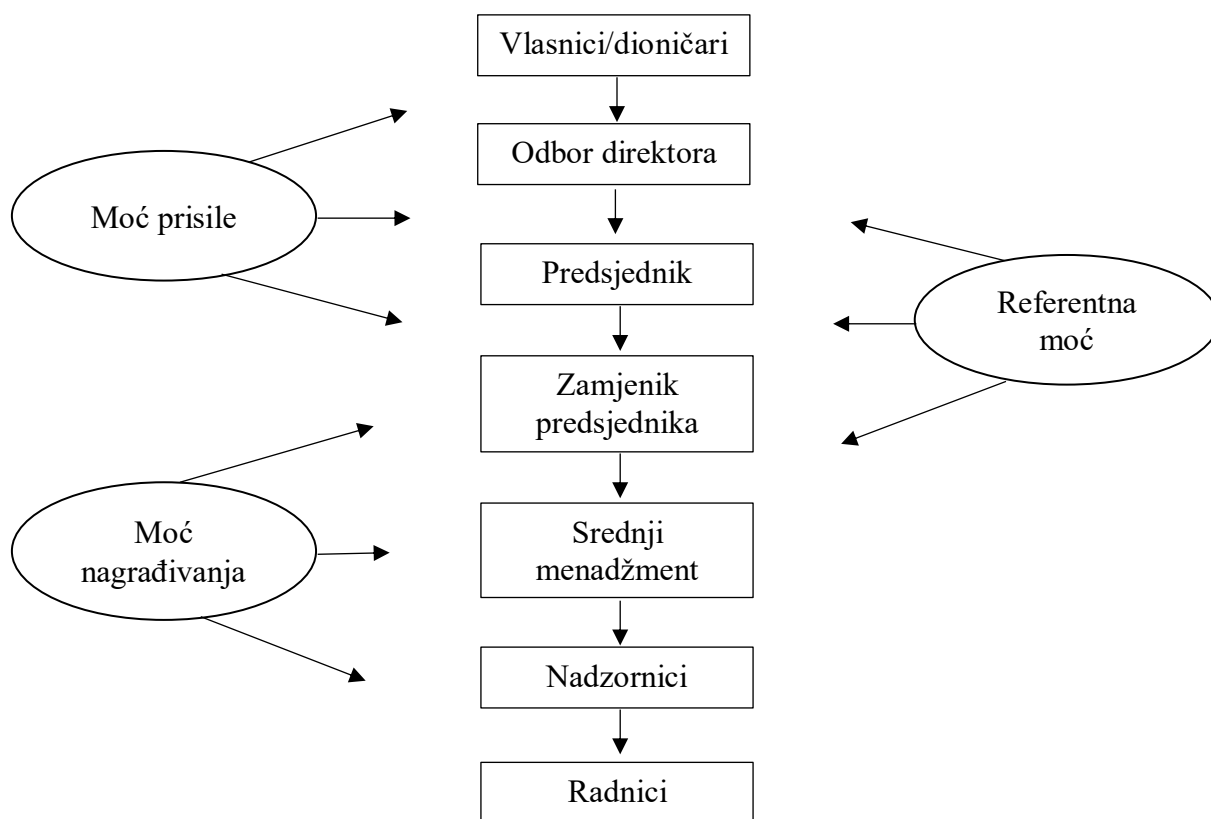 Vlasnici/dioničari
Odbor direktora
Moć prisile
Predsjednik
Referentna
moć
Zamjenik
predsjednika
Moć
nagrađivanja
Srednji
menadžment
Nadzornici
Radnici